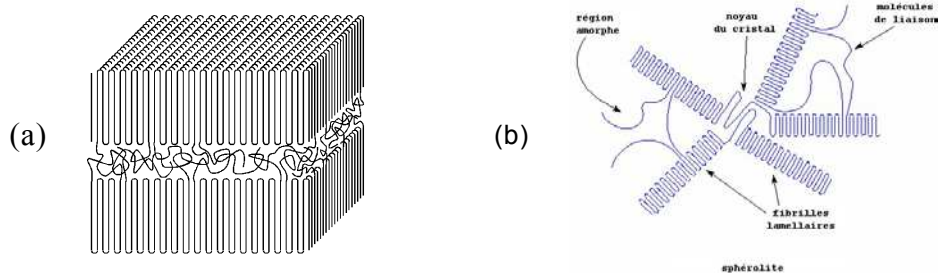 (a)
(b)
région
amorphe
noyau
du cristal
molécules
de liaison
fibrilles
lamellaires
sphérolite